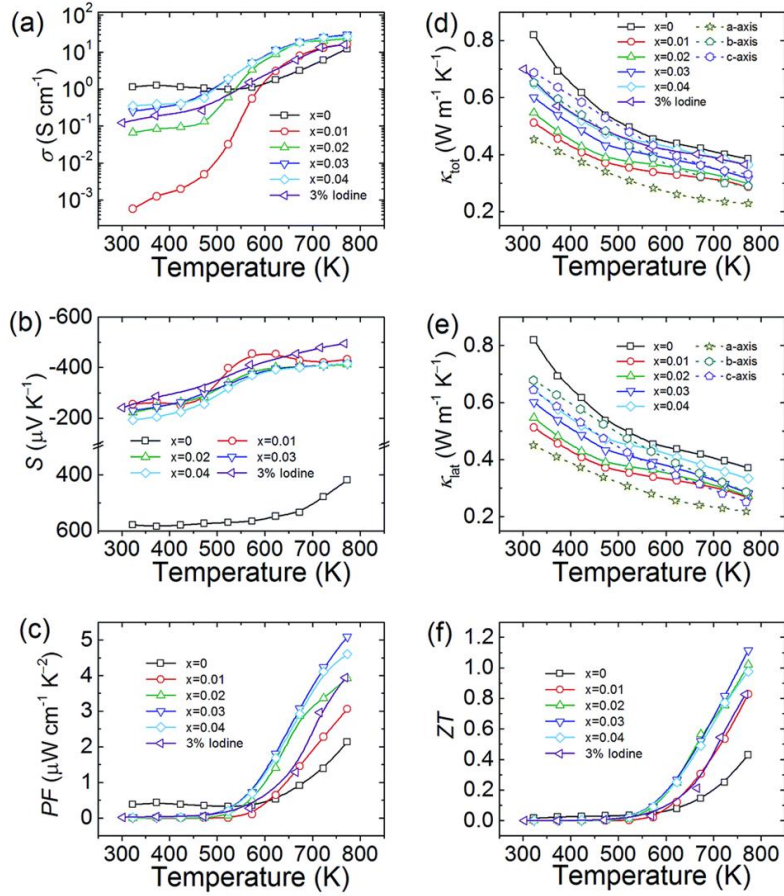 (a)
σ (S cm⁻¹)
10¹
10⁰
10⁻¹
10⁻²
10⁻³
x=0
x=0.01
x=0.02
x=0.03
x=0.04
3% Iodine
300 400 500 600 700 800
Temperature (K)
(d)
κtot (W m⁻¹ K⁻¹)
0.8
0.6
0.4
0.2
x=0
x=0.01
x=0.02
x=0.03
x=0.04
3% Iodine
a-axis
b-axis
c-axis
300 400 500 600 700 800
Temperature (K)
(b)
S (μV K⁻¹)
-600
-400
-200
400
600
x=0 x=0.01
x=0.02 x=0.03
x=0.04 3% Iodine
300 400 500 600 700 800
Temperature (K)
(e)
κlat (W m⁻¹ K⁻¹)
0.8
0.6
0.4
0.2
x=0
x=0.01
x=0.02
x=0.03
x=0.04
a-axis
b-axis
c-axis
300 400 500 600 700 800
Temperature (K)
(c)
PF (μW cm⁻¹ K⁻²)
5
4
3
2
1
0
x=0
x=0.01
x=0.02
x=0.03
x=0.04
3% Iodine
300 400 500 600 700 800
Temperature (K)
(f)
ZT
1.2
1.0
0.8
0.6
0.4
0.2
0.0
x=0
x=0.01
x=0.02
x=0.03
x=0.04
3% Iodine
300 400 500 600 700 800
Temperature (K)